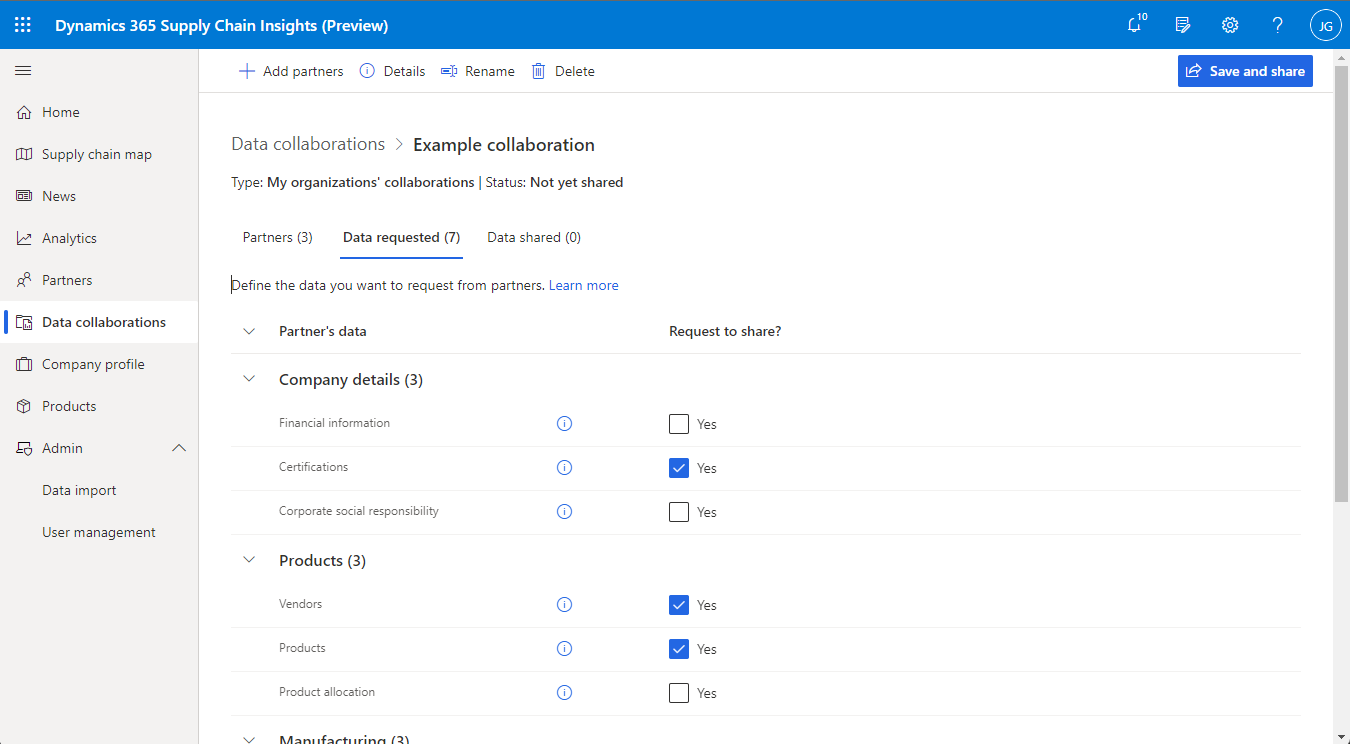 Dynamics 365 Supply Chain Insights (Preview)
10
JG
Add partners
Details
Rename
Delete
Save and share
Home
Supply chain map
News
Analytics
Partners
Data collaborations
Company profile
Products
Admin
Data import
User management
Data collaborations > Example collaboration
Type: My organizations' collaborations | Status: Not yet shared
Partners (3)
Data requested (7)
Data shared (0)
Define the data you want to request from partners. Learn more
Partner's data Request to share?
Company details (3)
Financial information Yes
Certifications Yes
Corporate social responsibility Yes
Products (3)
Vendors Yes
Products Yes
Product allocation Yes
Manufacturing (3)